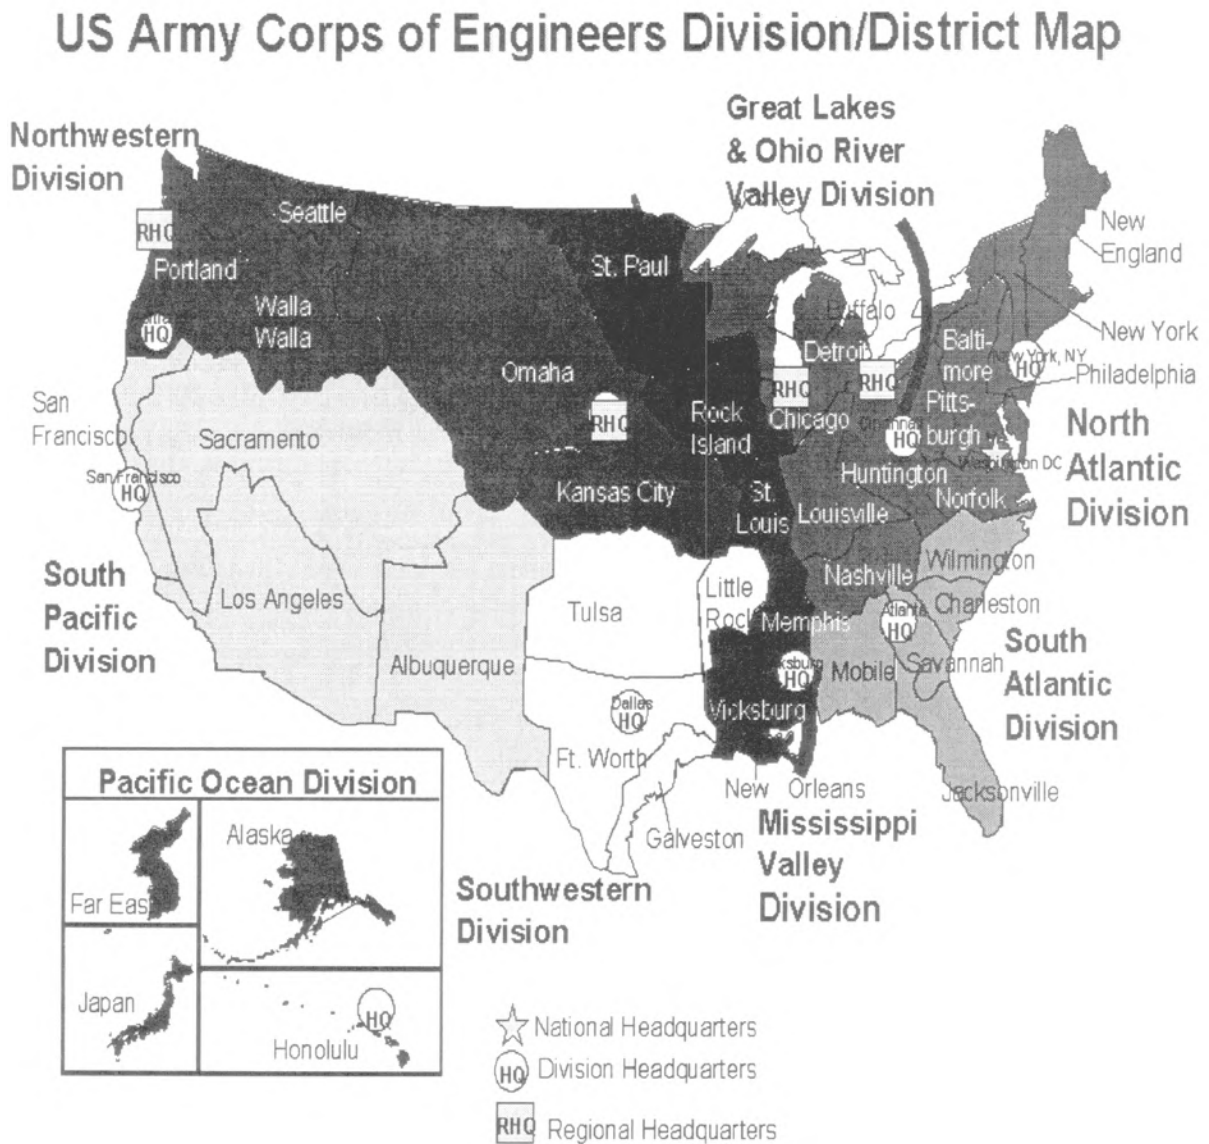 US Army Corps of Engineers Division/District Map
Great Lakes
& Ohio River
Valley Division
Northwestern
Division
Seattle
RHQ
Portland
St. Paul
New
England
Walla
Walla
HQ
Buffalo
Detroit
Balti-
more
New York
New York, NY
HQ
Philadelphia
Omaha
RHQ
RHQ
RHQ
San
Francisco
Sacramento
Rock
Island
Chicago
HQ
Pitts-
burgh
Washington DC
North
Atlantic
Division
San Francisco
HQ
Kansas City
St.
Louis
Huntington
Louisville
Norfolk
South
Pacific
Division
Los Angeles
Tulsa
Little
Rock
Nashville
Wilmington
Charleston
Memphis
Atlanta
HQ
Albuquerque
HQ
Mobile
Savannah
South
Atlantic
Division
Dallas
HQ
Vicksburg
Ft. Worth
New Orleans
Jacksonville
Galveston
Mississippi
Valley
Division
Southwestern
Division
Pacific Ocean Division
Alaska
Far East
Japan
HQ
Honolulu
National Headquarters
HQ Division Headquarters
RHQ Regional Headquarters